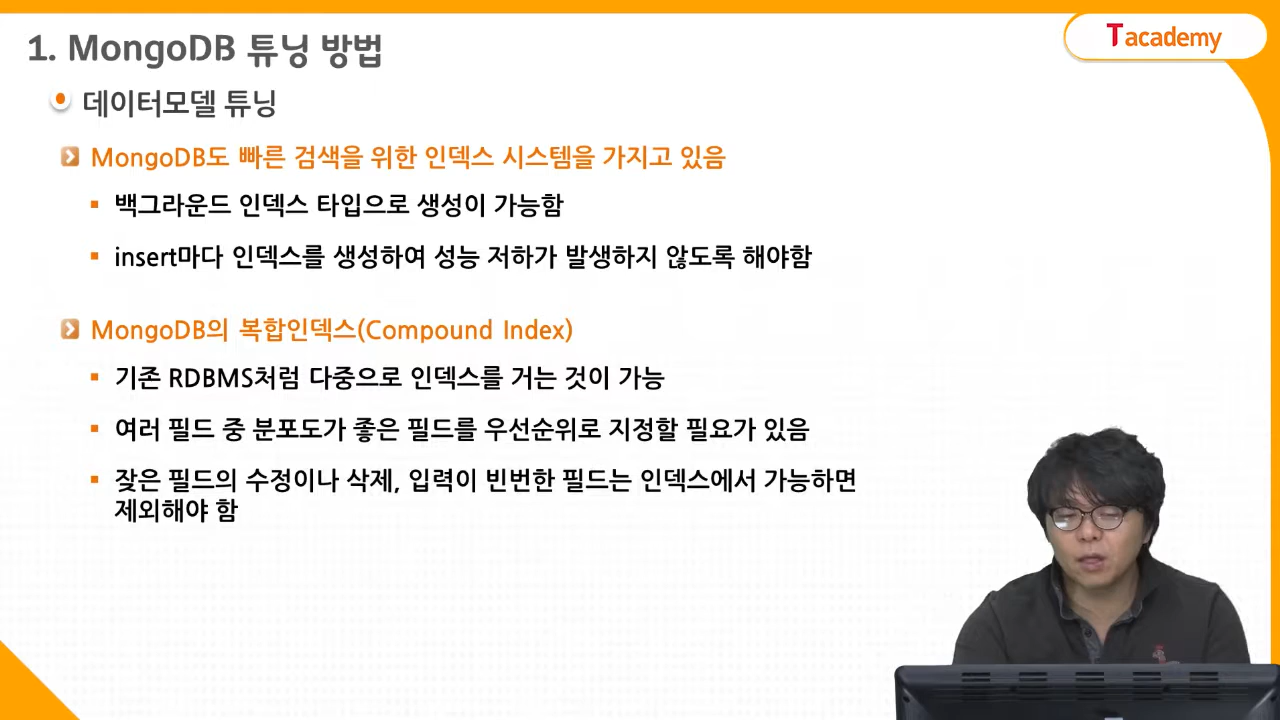 1. MongoDB 튜닝 방법
Tacademy
데이터모델 튜닝
MongoDB도 빠른 검색을 위한 인덱스 시스템을 가지고 있음
백그라운드 인덱스 타입으로 생성이 가능함
insert마다 인덱스를 생성하여 성능 저하가 발생하지 않도록 해야함
MongoDB의 복합인덱스(Compound Index)
기존 RDBMS처럼 다중으로 인덱스를 거는 것이 가능
여러 필드 중 분포도가 좋은 필드를 우선순위로 지정할 필요가 있음
잦은 필드의 수정이나 삭제, 입력이 빈번한 필드는 인덱스에서 가능하면
제외해야 함